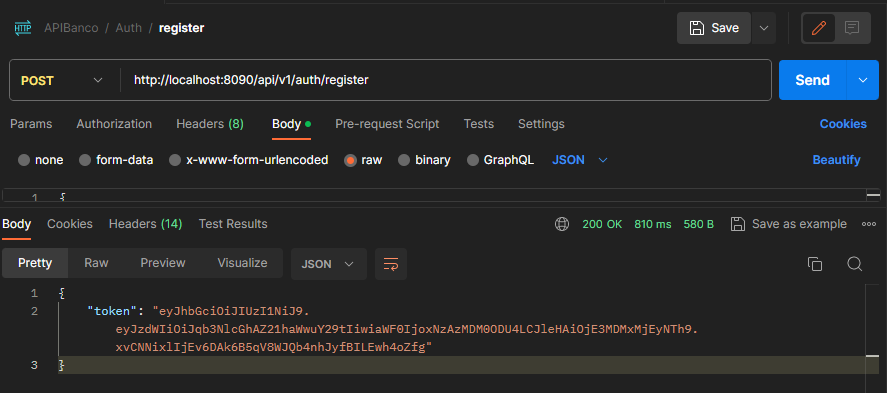 HTTP APIBanco / Auth / register Save
POST http://localhost:8090/api/v1/auth/register Send
Params Authorization Headers (8) Body Pre-request Script Tests Settings Cookies
none form-data x-www-form-urlencoded raw binary GraphQL JSON Beautify
1 {
Body Cookies Headers (14) Test Results 200 OK 810 ms 580 B Save as example
Pretty Raw Preview Visualize JSON
1 {
2 "token": "eyJhbGciOiJIUzI1NiJ9.
eyJzdWIiOiJqb3NlcGhAZ21haWwuY29tIiwiaWF0IjoxNzAzMDM0ODU4LCJleHAiOjE3MDMxMjEyNTh9.
xvCNNixlIjEv6DAk6B5qV8WJQb4nhJyfBILEwh4oZfg"
3 }